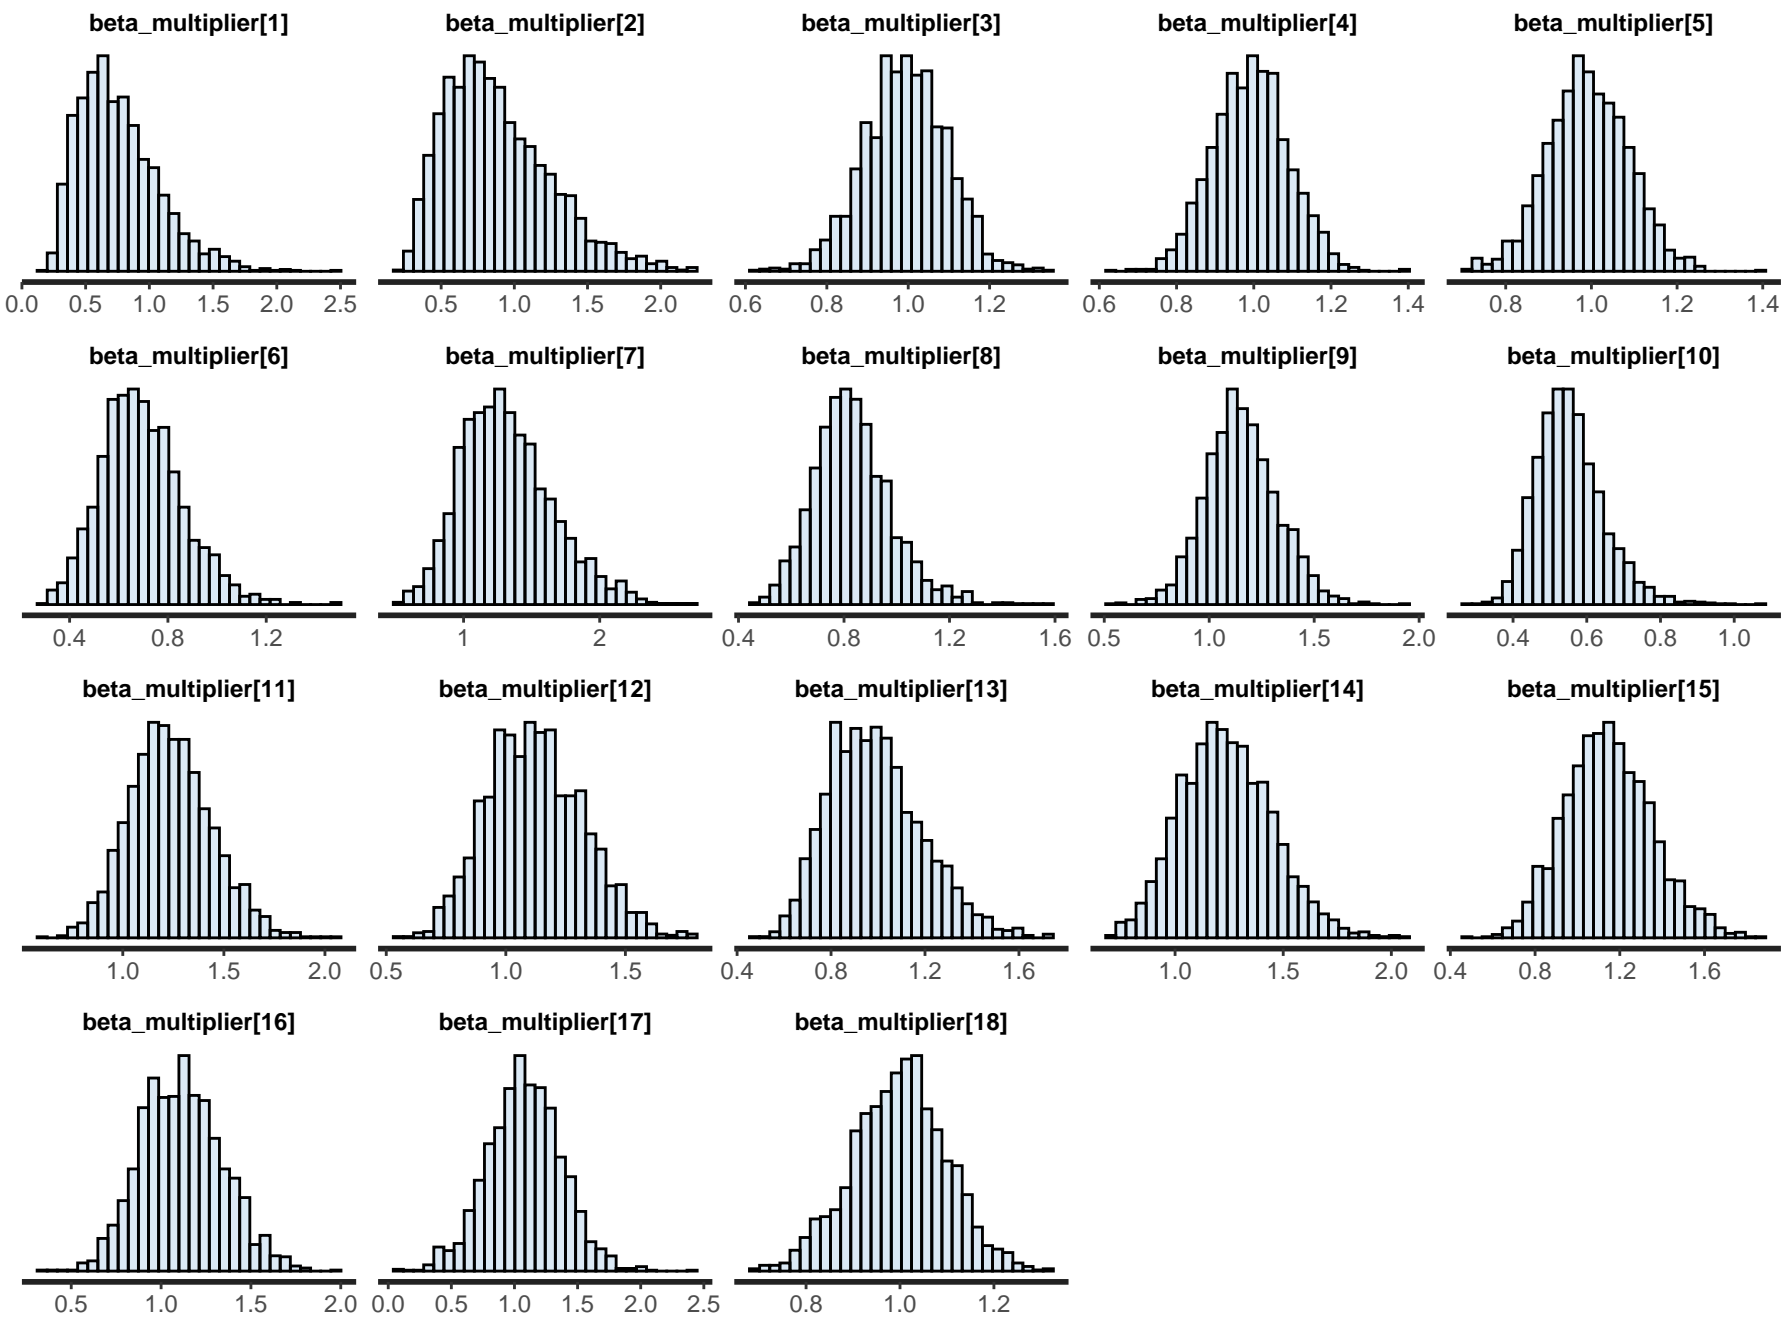 beta_multiplier[1] beta_multiplier[2] beta_multiplier[3] beta_multiplier[4] beta_multiplier[5]
0.0 0.5 1.0 1.5 2.0 2.5 0.5 1.0 1.5 2.0 0.6 0.8 1.0 1.2 0.6 0.8 1.0 1.2 1.4 0.8 1.0 1.2 1.4
beta_multiplier[6] beta_multiplier[7] beta_multiplier[8] beta_multiplier[9] beta_multiplier[10]
0.4 0.8 1.2 1 2 0.4 0.8 1.2 1.6 0.5 1.0 1.5 2.0 0.4 0.6 0.8 1.0
beta_multiplier[11] beta_multiplier[12] beta_multiplier[13] beta_multiplier[14] beta_multiplier[15]
1.0 1.5 2.0 0.5 1.0 1.5 0.4 0.8 1.2 1.6 1.0 1.5 2.0 0.4 0.8 1.2 1.6
beta_multiplier[16] beta_multiplier[17] beta_multiplier[18]
0.5 1.0 1.5 2.0 0.0 0.5 1.0 1.5 2.0 2.5 0.8 1.0 1.2